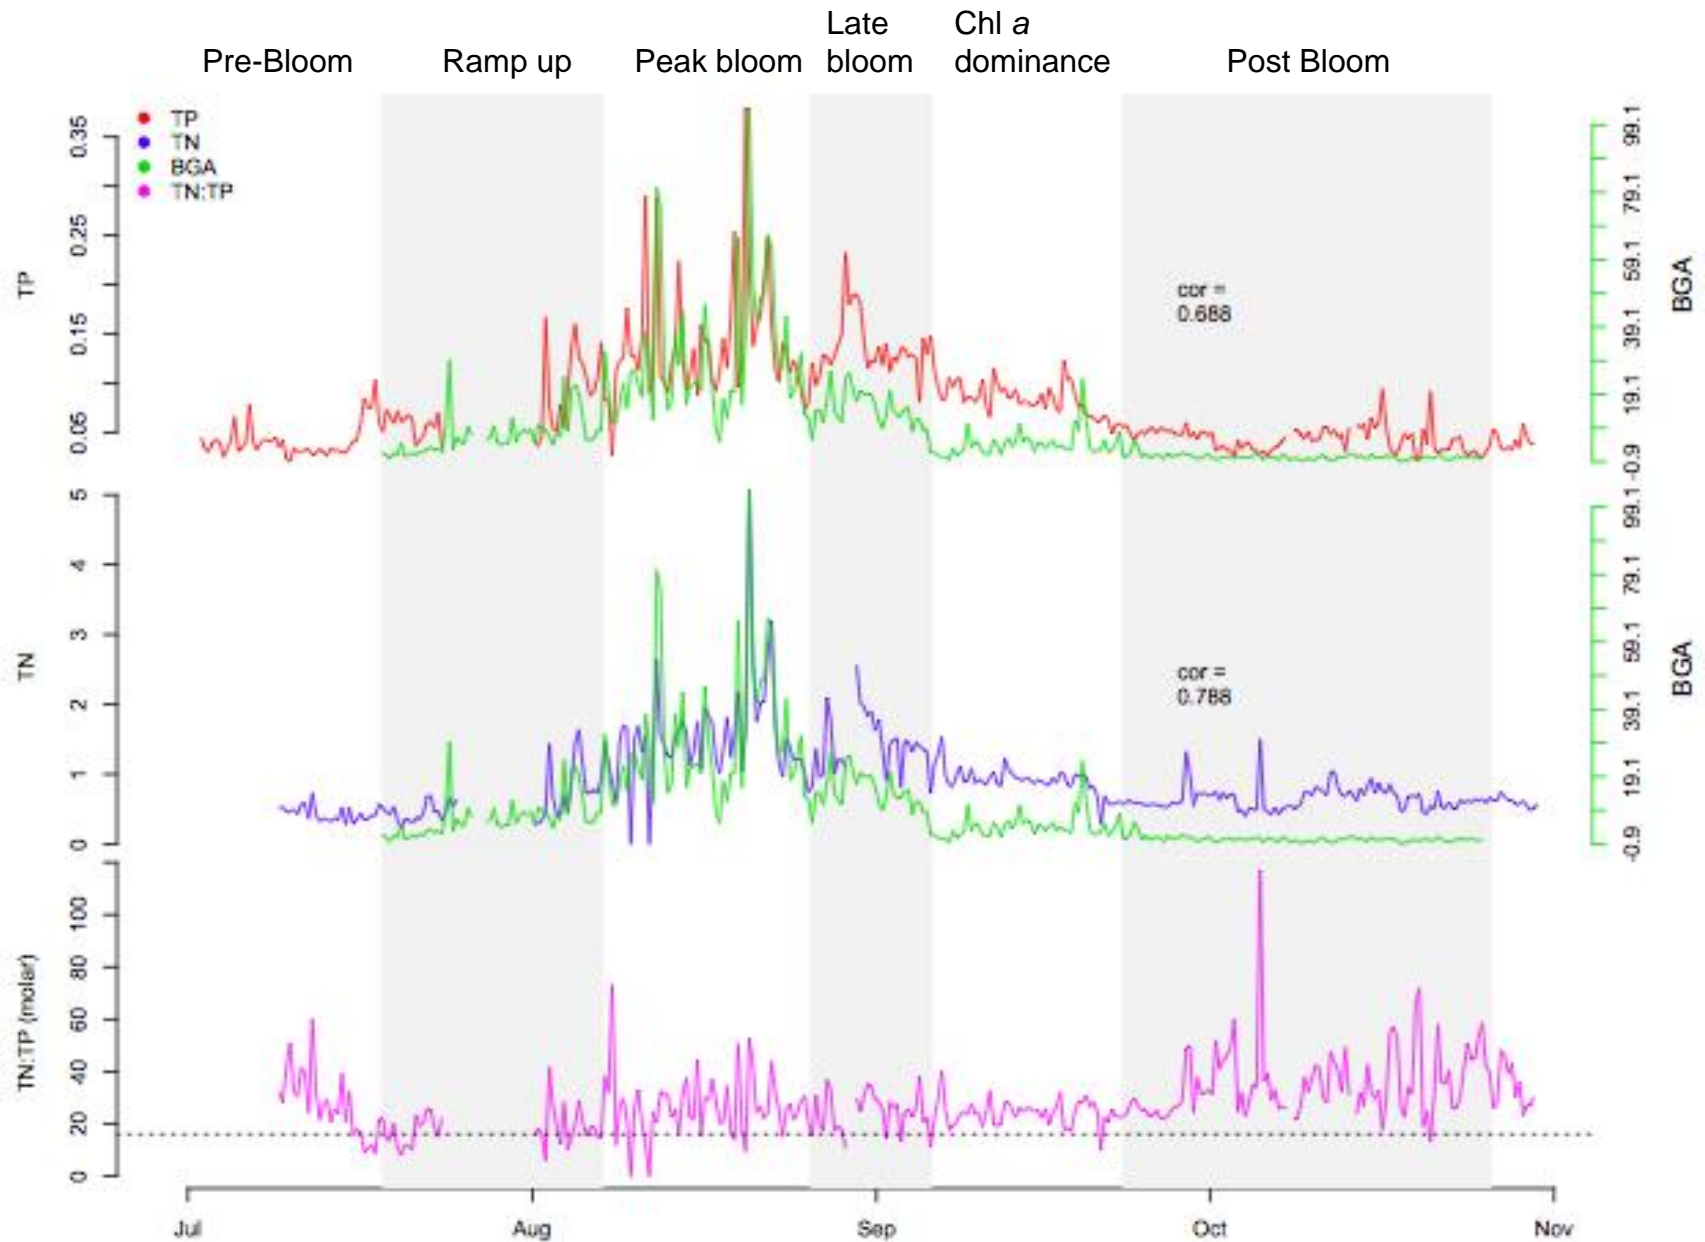 Late
Chl a
Pre-Bloom
Ramp up
Peak bloom
bloom
dominance
Post Bloom
TP
TN
BGA
TN:TP
TP
0.35
0.25
0.15
0.05
99.1
79.1
59.1
39.1
19.1
-0.9
BGA
cor =
0.688
TN
5
4
3
2
1
0
99.1
79.1
59.1
39.1
19.1
-0.9
BGA
cor =
0.788
TN:TP (molar)
100
80
60
40
20
0
Jul
Aug
Sep
Oct
Nov